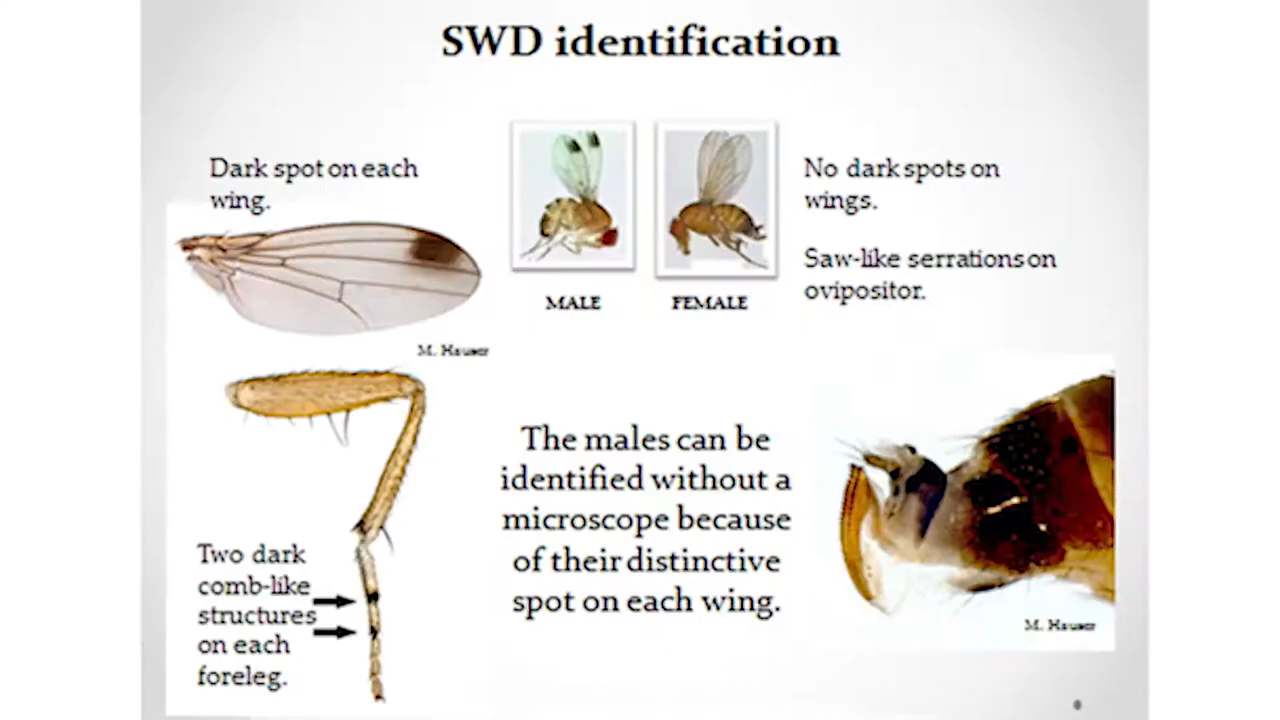 SWD identification
Dark spot on each
wing.
M. Hauser
MALE
FEMALE
No dark spots on
wings.
Saw-like serrations on
ovipositor.
The males can be
identified without a
microscope because
of their distinctive
spot on each wing.
Two dark
comb-like
structures
on each
foreleg.
M. Hauser